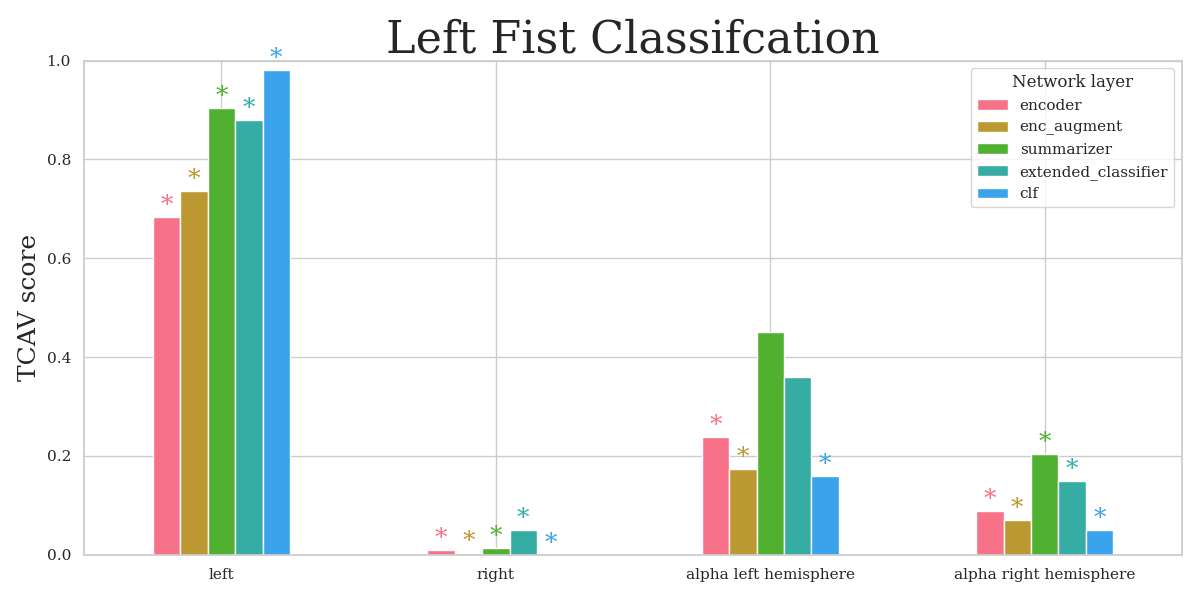 Left Fist Classifcation
TCAV score
1.0
0.8
0.6
0.4
0.2
0.0
* * * * *
* * * * *
* * *
* * * * *
left
right
alpha left hemisphere
alpha right hemisphere
Network layer
encoder
enc_augment
summarizer
extended_classifier
clf